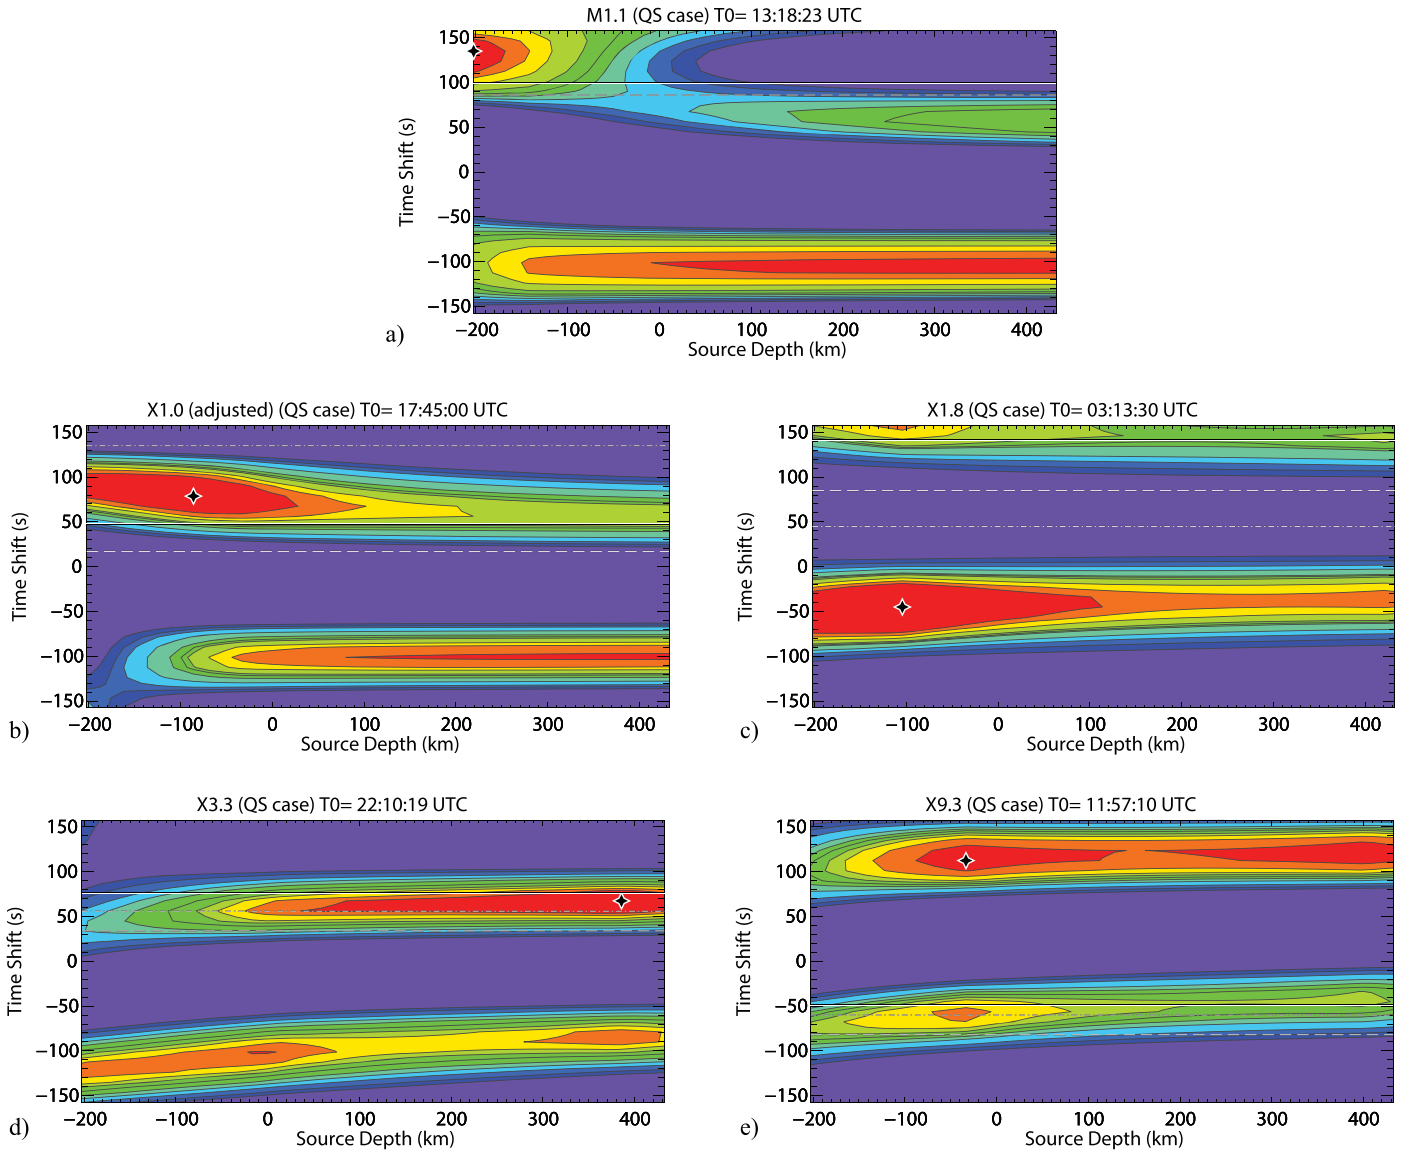 M1.1 (QS case) T0= 13:18:23 UTC
150
100
50
0
−50
−100
−150
Time Shift (s)
−200 −100 0 100 200 300 400
Source Depth (km)
a)
X1.0 (adjusted) (QS case) T0= 17:45:00 UTC
150
100
50
0
−50
−100
−150
Time Shift (s)
−200 −100 0 100 200 300 400
Source Depth (km)
b)
X1.8 (QS case) T0= 03:13:30 UTC
150
100
50
0
−50
−100
−150
Time Shift (s)
−200 −100 0 100 200 300 400
Source Depth (km)
c)
X3.3 (QS case) T0= 22:10:19 UTC
150
100
50
0
−50
−100
−150
Time Shift (s)
−200 −100 0 100 200 300 400
Source Depth (km)
d)
X9.3 (QS case) T0= 11:57:10 UTC
150
100
50
0
−50
−100
−150
Time Shift (s)
−200 −100 0 100 200 300 400
Source Depth (km)
e)